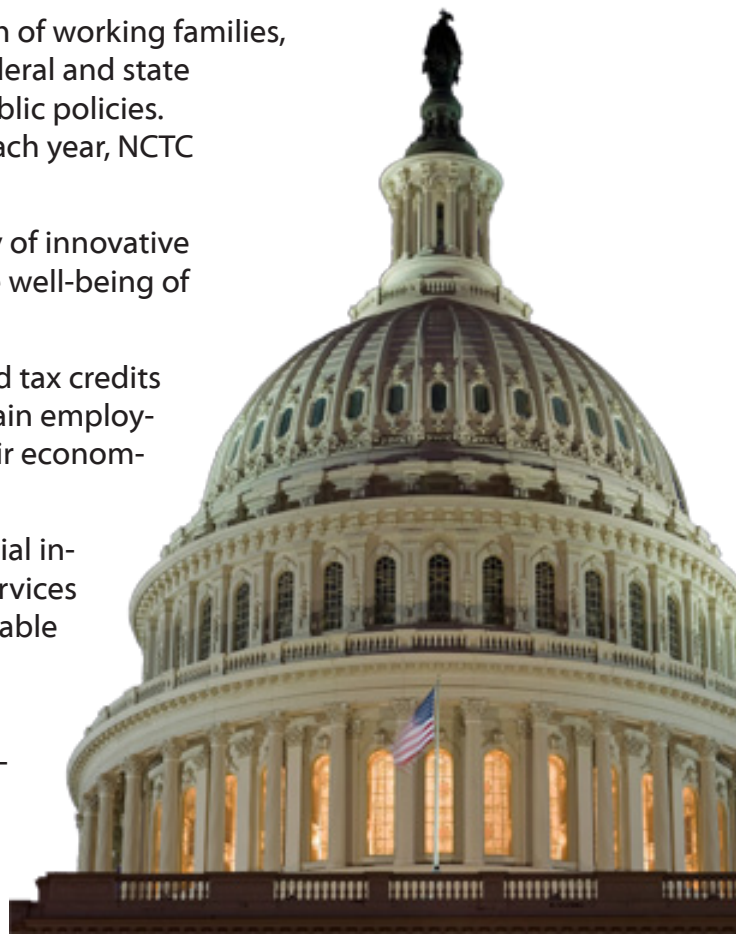 n of working families,
deral and state
blic policies.
ach year, NCTC
y of innovative
well-being of
d tax credits
ain employ-
ir econom-
ial in-
ervices
able
-